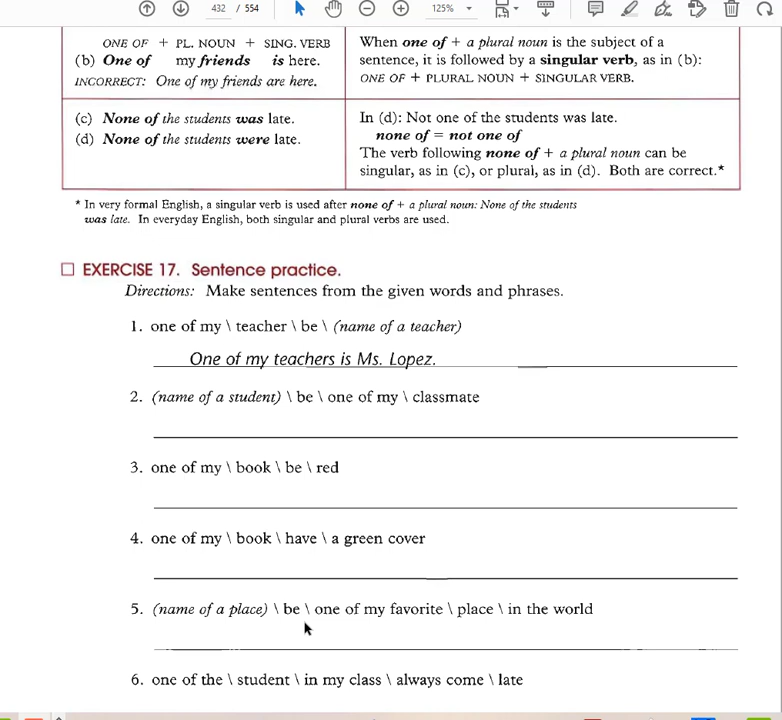 432 / 554 125%
ONE OF + PL. NOUN + SING. VERB
(b) One of my friends is here.
INCORRECT: One of my friends are here.
When one of + a plural noun is the subject of a
sentence, it is followed by a singular verb, as in (b):
ONE OF + PLURAL NOUN + SINGULAR VERB.
(c) None of the students was late.
(d) None of the students were late.
In (d): Not one of the students was late.
none of = not one of
The verb following none of + a plural noun can be
singular, as in (c), or plural, as in (d). Both are correct.*
* In very formal English, a singular verb is used after none of + a plural noun: None of the students
was late. In everyday English, both singular and plural verbs are used.
EXERCISE 17. Sentence practice.
Directions: Make sentences from the given words and phrases.
1. one of my \ teacher \ be \ (name of a teacher)
One of my teachers is Ms. Lopez.
2. (name of a student) \ be \ one of my \ classmate
3. one of my \ book \ be \ red
4. one of my \ book \ have \ a green cover
5. (name of a place) \ be \ one of my favorite \ place \ in the world
6. one of the \ student \ in my class \ always come \ late